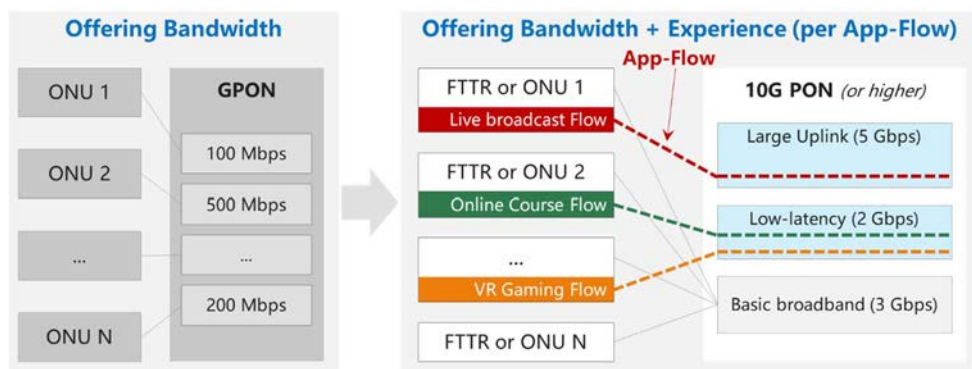 Offering Bandwidth
ONU 1
ONU 2
...
ONU N
GPON
100 Mbps
500 Mbps
...
200 Mbps
Offering Bandwidth + Experience (per App-Flow)
App-Flow
FTTR or ONU 1
Live broadcast Flow
FTTR or ONU 2
Online Course Flow
...
VR Gaming Flow
FTTR or ONU N
10G PON (or higher)
Large Uplink (5 Gbps)
Low-latency (2 Gbps)
Basic broadband (3 Gbps)